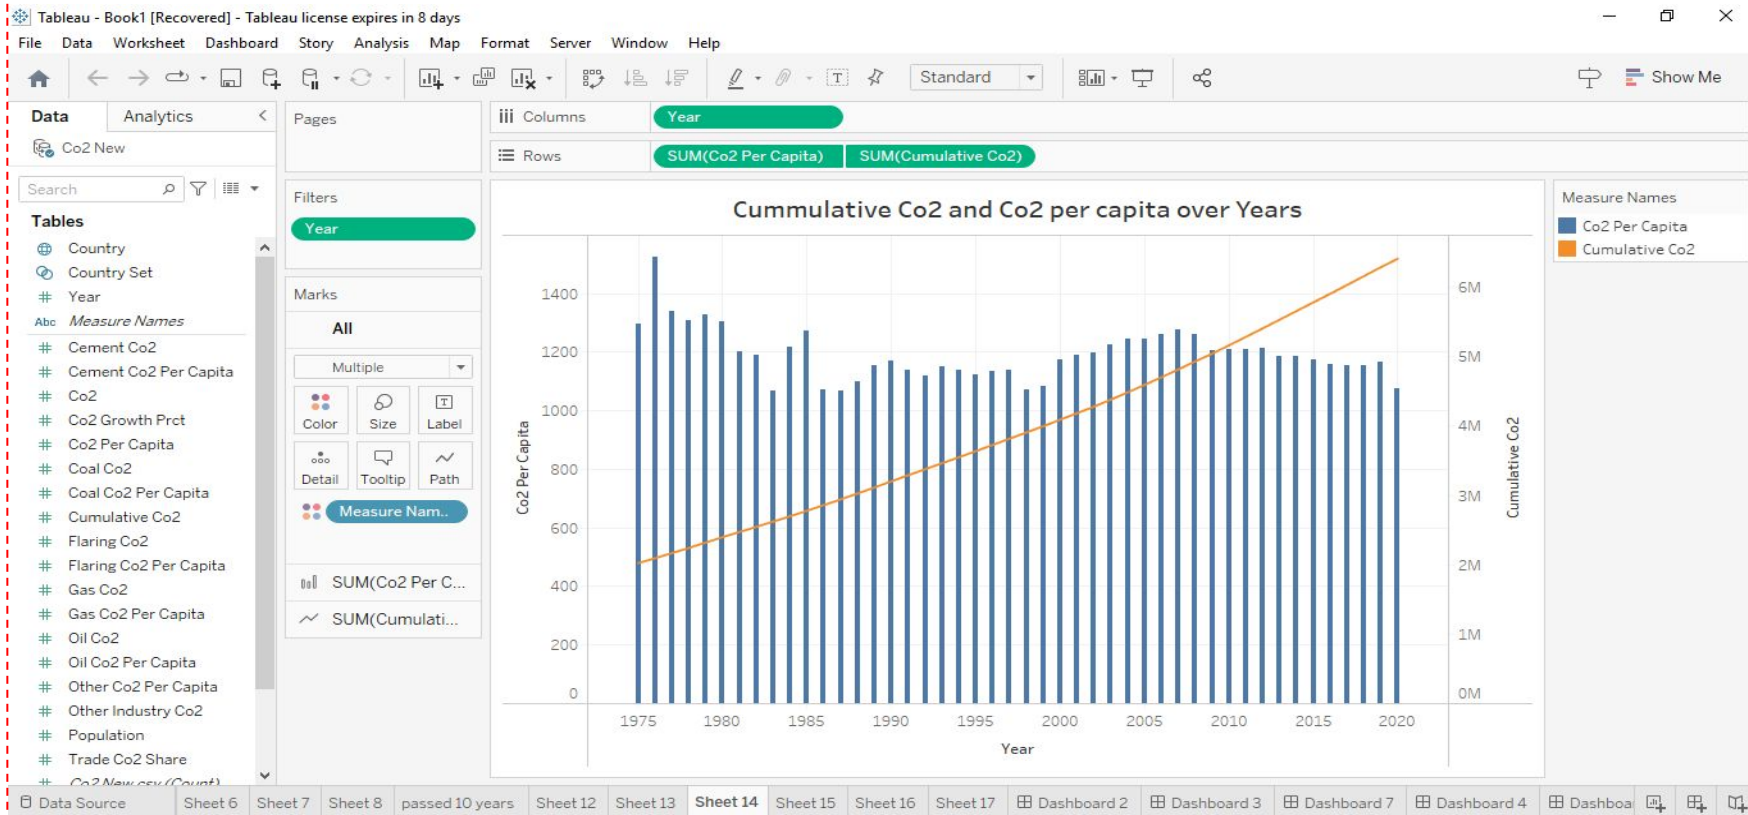 Tableau - Book1 [Recovered] - Tableau license expires in 8 days
File Data Worksheet Dashboard Story Analysis Map Format Server Window Help
Standard
Show Me
Data Analytics
Co2 New
Search
Tables
Country
Country Set
Year
Abc Measure Names
Cement Co2
Cement Co2 Per Capita
Co2
Co2 Growth Prct
Co2 Per Capita
Coal Co2
Coal Co2 Per Capita
Cumulative Co2
Flaring Co2
Flaring Co2 Per Capita
Gas Co2
Gas Co2 Per Capita
Oil Co2
Oil Co2 Per Capita
Other Co2 Per Capita
Other Industry Co2
Population
Trade Co2 Share
Co2 New.csv (Count)
Pages
Filters
Year
Marks
All
Multiple
Color Size Label
Detail Tooltip Path
Measure Nam..
SUM(Co2 Per C...
SUM(Cumulati...
Columns Year
Rows SUM(Co2 Per Capita) SUM(Cumulative Co2)
Cummulative Co2 and Co2 per capita over Years
Co2 Per Capita
1400
1200
1000
800
600
400
200
0
6M
5M
4M
3M
2M
1M
0M
Cumulative Co2
1975 1980 1985 1990 1995 2000 2005 2010 2015 2020
Year
Measure Names
Co2 Per Capita
Cumulative Co2
Data Source Sheet 6 Sheet 7 Sheet 8 passed 10 years Sheet 12 Sheet 13 Sheet 14 Sheet 15 Sheet 16 Sheet 17 Dashboard 2 Dashboard 3 Dashboard 7 Dashboard 4 Dashboa